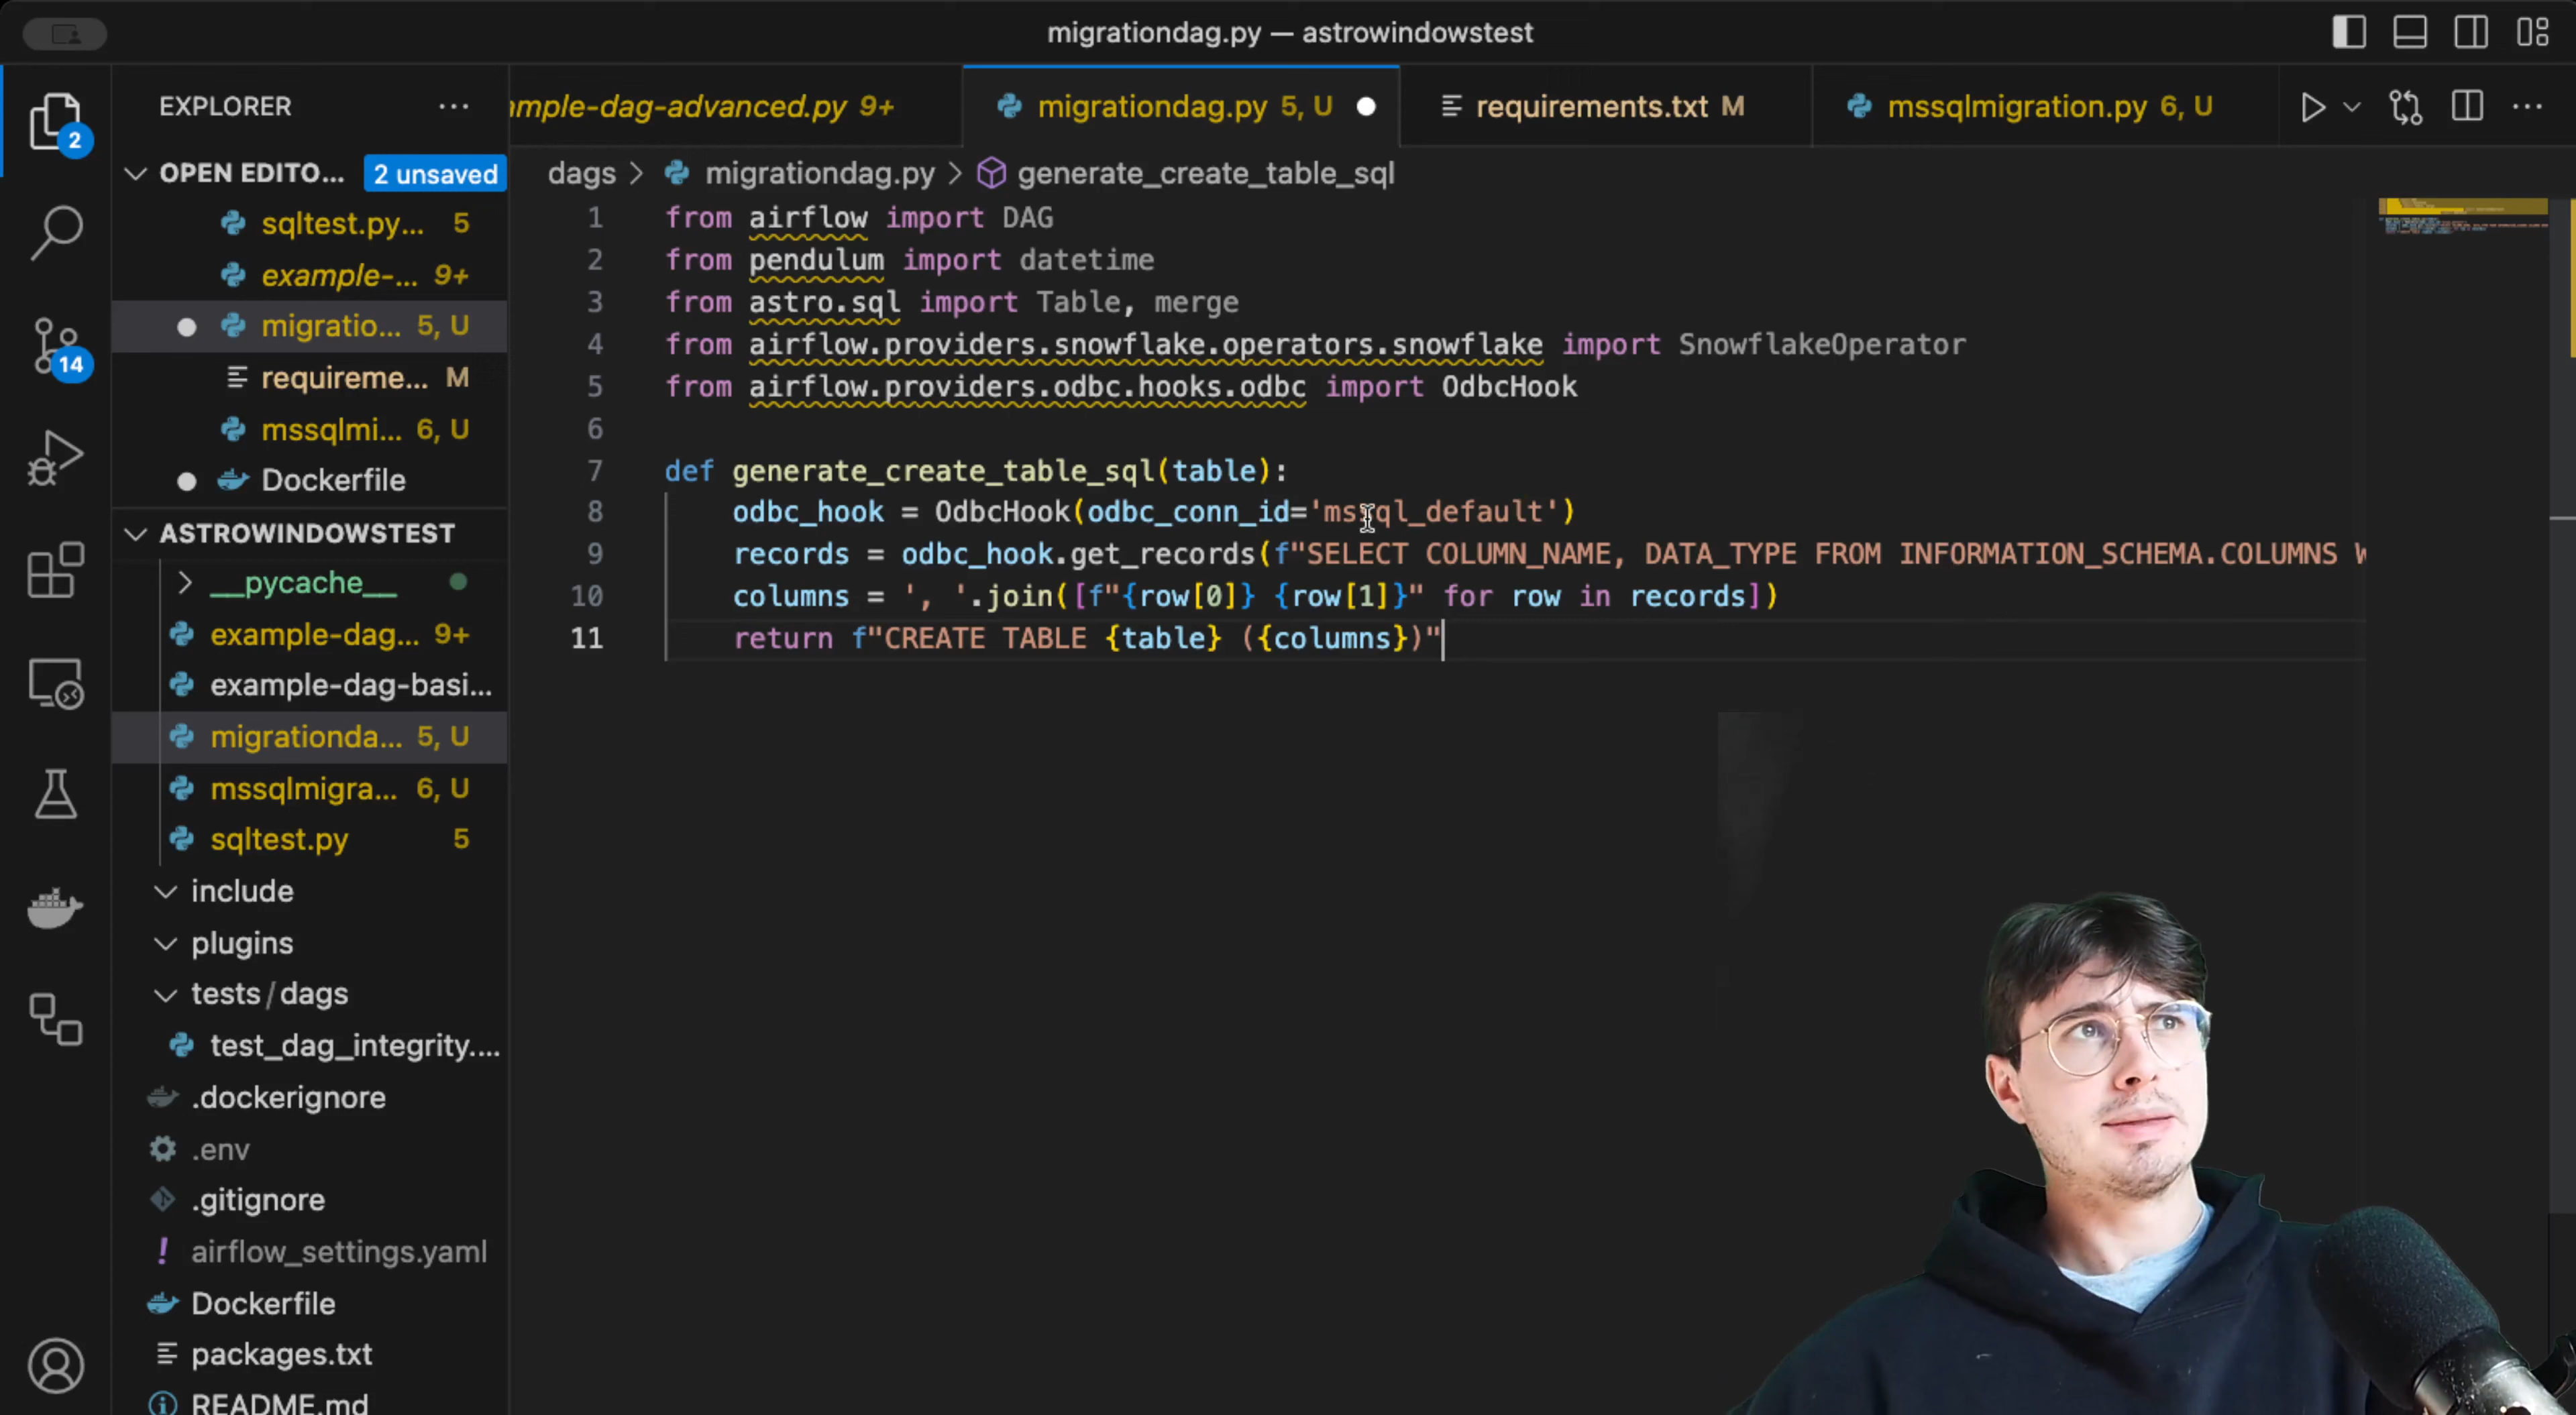 migrationdag.py — astrowindowstest
EXPLORER
OPEN EDITO... 2 unsaved
sqltest.py... 5
example-... 9+
migratio... 5, U
requireme... M
mssqlmi... 6, U
Dockerfile
ASTROWINDOWSTEST
__pycache__
example-dag... 9+
example-dag-basi...
migrationda... 5, U
mssqlmigra... 6, U
sqltest.py 5
include
plugins
tests/dags
test_dag_integrity....
.dockerignore
.env
.gitignore
airflow_settings.yaml
Dockerfile
packages.txt
README.md
2
14
mple-dag-advanced.py 9+
migrationdag.py 5, U
requirements.txt M
mssqlmigration.py 6, U
dags > migrationdag.py > generate_create_table_sql
1 from airflow import DAG
2 from pendulum import datetime
3 from astro.sql import Table, merge
4 from airflow.providers.snowflake.operators.snowflake import SnowflakeOperator
5 from airflow.providers.odbc.hooks.odbc import OdbcHook
6
7 def generate_create_table_sql(table):
8 odbc_hook = OdbcHook(odbc_conn_id='mssql_default')
9 records = odbc_hook.get_records(f"SELECT COLUMN_NAME, DATA_TYPE FROM INFORMATION_SCHEMA.COLUMNS W
10 columns = ', '.join([f"{row[0]} {row[1]}" for row in records])
11 return f"CREATE TABLE {table} ({columns})"